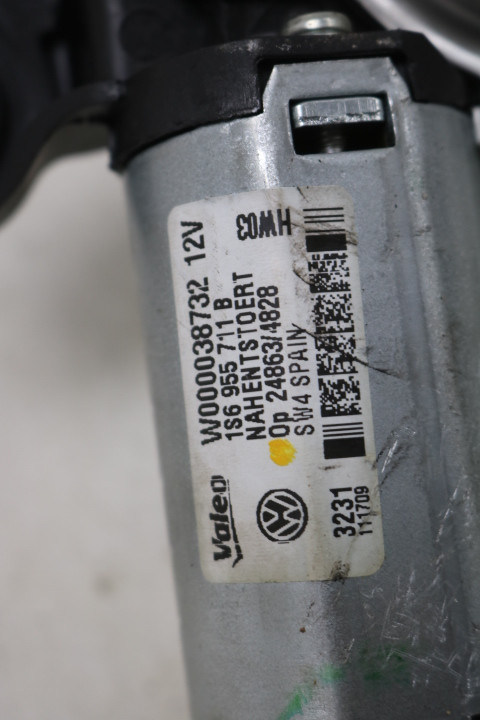 W000038732 12V
1S6 955 711 B
NAHENTSTOERT
Op 24863/4828
SW4 SPAIN
HW03
Valeo
3231
111709